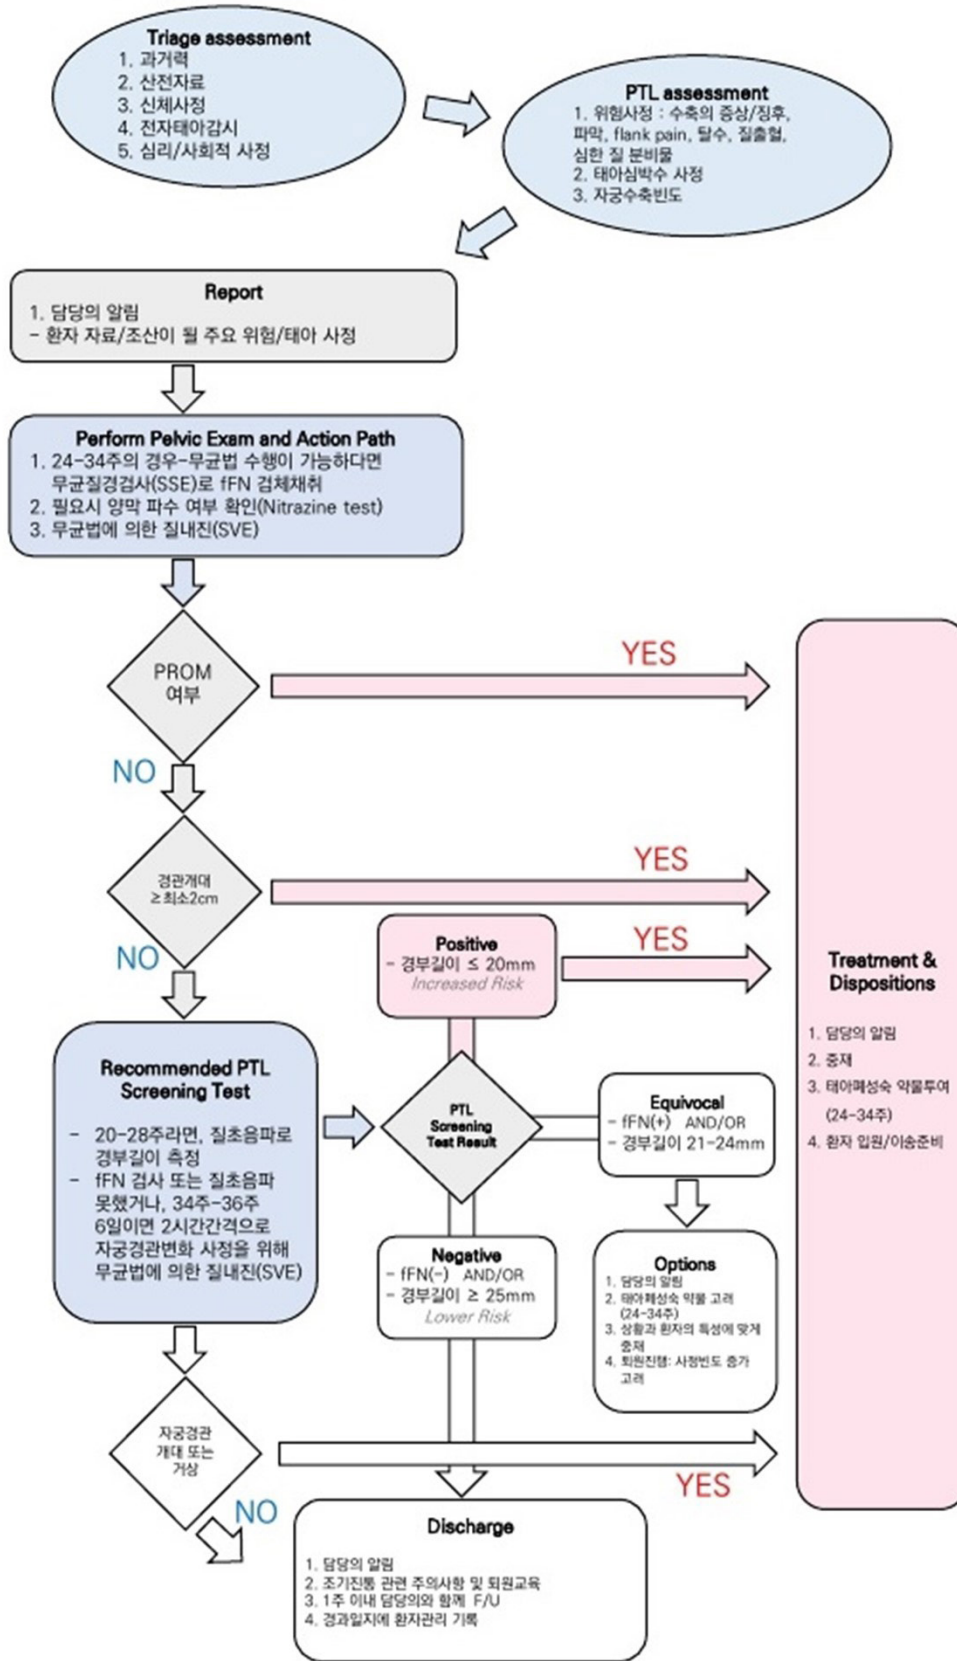 Triage assessment
1. 과거력
2. 산전자료
3. 신체사정
4. 전자태아감시
5. 심리/사회적 사정
PTL assessment
1. 위험사정 : 수축의 증상/징후,
파막, flank pain, 탈수, 질출혈,
심한 질 분비물
2. 태아심박수 사정
3. 자궁수축빈도
Report
1. 담당의 알림
- 환자 자료/조산이 될 주요 위험/태아 사정
Perform Pelvic Exam and Action Path
1. 24-34주의 경우-무균법 수행이 가능하다면
무균질경검사(SSE)로 fFN 검체채취
2. 필요시 양막 파수 여부 확인(Nitrazine test)
3. 무균법에 의한 질내진(SVE)
PROM
여부
YES
NO
경관개대
≥최소2cm
YES
NO
Positive
- 경부길이 ≤ 20mm
Increased Risk
YES
Recommended PTL
Screening Test
- 20-28주라면, 질초음파로
경부길이 측정
- fFN 검사 또는 질초음파
못했거나, 34주-36주
6일이면 2시간간격으로
자궁경관변화 사정을 위해
무균법에 의한 질내진(SVE)
PTL
Screening
Test Result
Equivocal
- fFN(+) AND/OR
- 경부길이 21-24mm
Negative
- fFN(-) AND/OR
- 경부길이 ≥ 25mm
Lower Risk
Options
1. 담당의 알림
2. 태아폐성숙 약물 고려
(24-34주)
3. 상황과 환자의 특성에 맞게
중재
4. 퇴원진행: 사정빈도 증가
고려
자궁경관
개대 또는
거상
YES
NO
Discharge
1. 담당의 알림
2. 조기진통 관련 주의사항 및 퇴원교육
3. 1주 이내 담당의와 함께 F/U
4. 경과일지에 환자관리 기록
Treatment &
Dispositions
1. 담당의 알림
2. 중재
3. 태아폐성숙 약물투여
(24-34주)
4. 환자 입원/이송준비